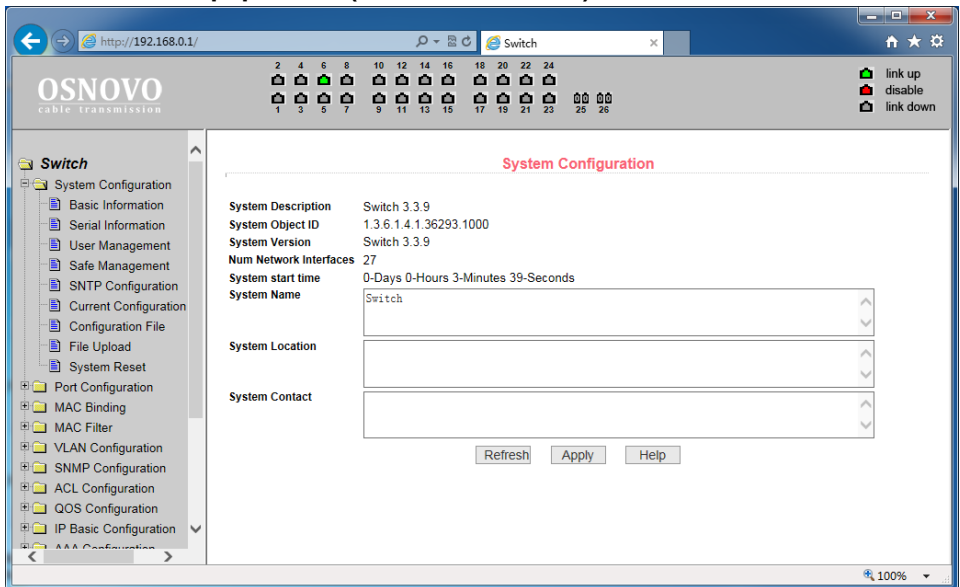 http://192.168.0.1/
Switch
OSNOVO
cable transmission
2 4 6 8 10 12 14 16 18 20 22 24
1 3 5 7 9 11 13 15 17 19 21 23 25 26
link up
disable
link down
Switch
System Configuration
Basic Information
Serial Information
User Management
Safe Management
SNTP Configuration
Current Configuration
Configuration File
File Upload
System Reset
Port Configuration
MAC Binding
MAC Filter
VLAN Configuration
SNMP Configuration
ACL Configuration
QOS Configuration
IP Basic Configuration
AAA Configuration
System Configuration
System Description Switch 3.3.9
System Object ID 1.3.6.1.4.1.36293.1000
System Version Switch 3.3.9
Num Network Interfaces 27
System start time 0-Days 0-Hours 3-Minutes 39-Seconds
System Name Switch
System Location
System Contact
Refresh Apply Help
100%